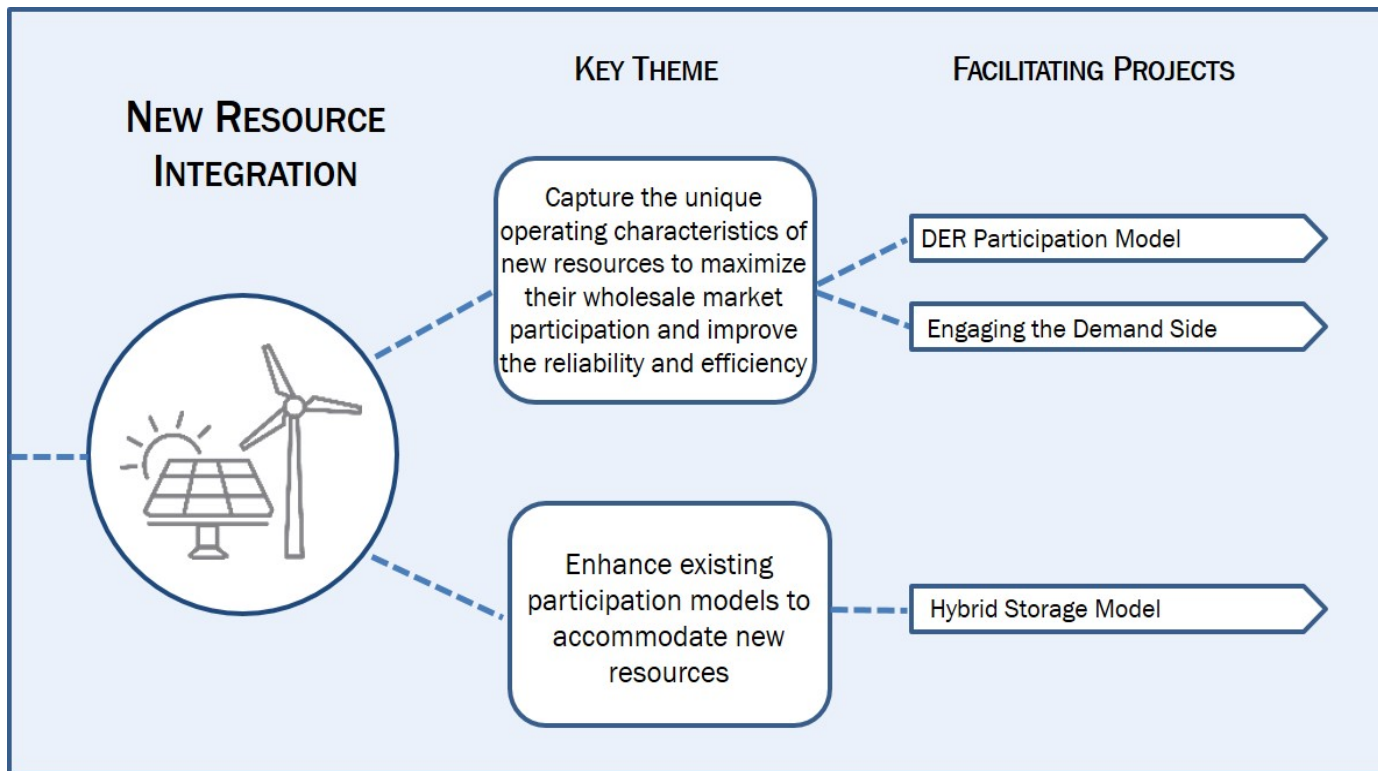 NEW RESOURCE
INTEGRATION
KEY THEME
FACILITATING PROJECTS
Capture the unique
operating characteristics of
new resources to maximize
their wholesale market
participation and improve
the reliability and efficiency
DER Participation Model
Engaging the Demand Side
Enhance existing
participation models to
accommodate new
resources
Hybrid Storage Model